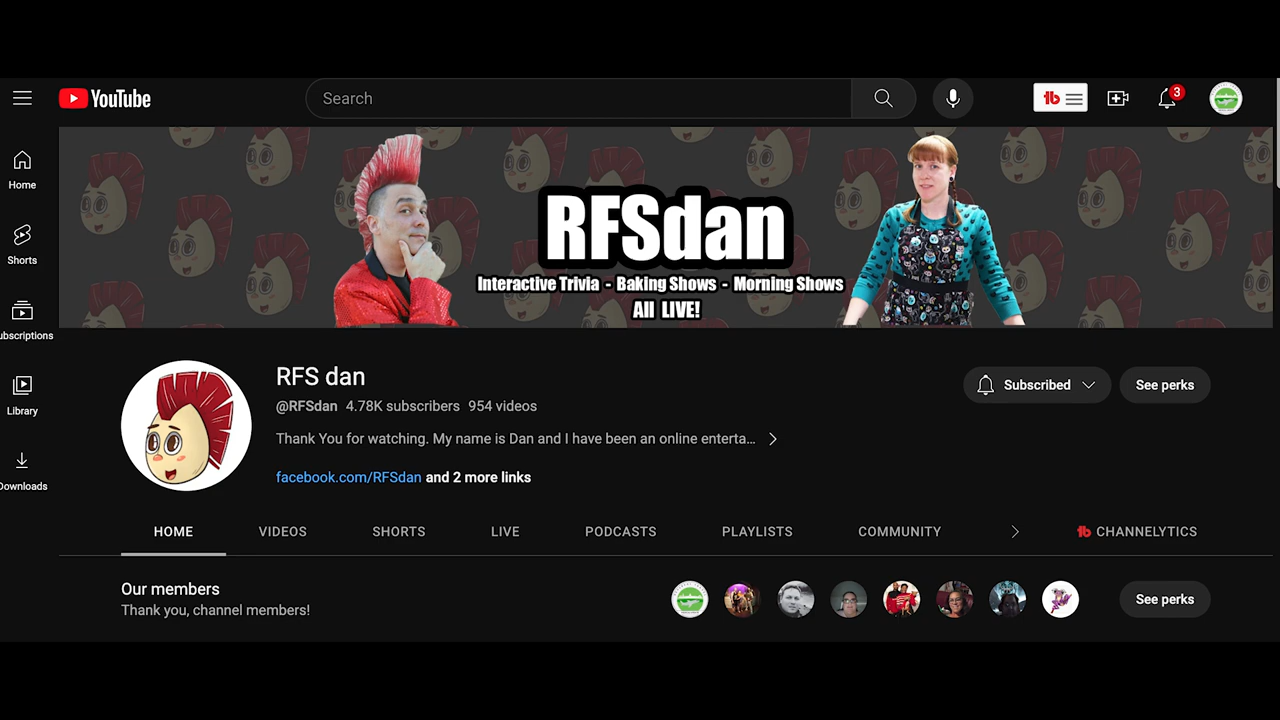 YouTube
Search
3
Home
Shorts
ubscriptions
Library
Downloads
RFSdan
Interactive Trivia - Baking Shows - Morning Shows
All LIVE!
RFS dan
@RFSdan 4.78K subscribers 954 videos
Thank You for watching. My name is Dan and I have been an online enterta...
facebook.com/RFSdan and 2 more links
Subscribed
See perks
HOME VIDEOS SHORTS LIVE PODCASTS PLAYLISTS COMMUNITY CHANNELYTICS
Our members
Thank you, channel members!
See perks